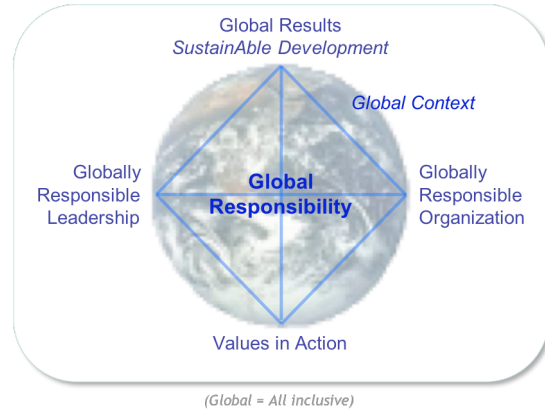 Global Results
SustainAble Development
Global Context
Globally
Responsible
Leadership
Global
Responsibility
Globally
Responsible
Organization
Values in Action
(Global = All inclusive)